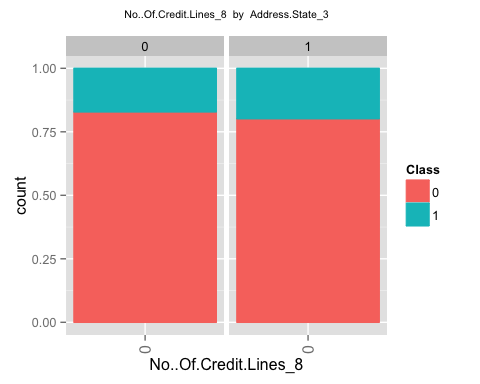 No..Of.Credit.Lines_8 by Address.State_3
0 1
1.00
0.75
0.50
0.25
0.00
count
0 0
No..Of.Credit.Lines_8
Class
0
1